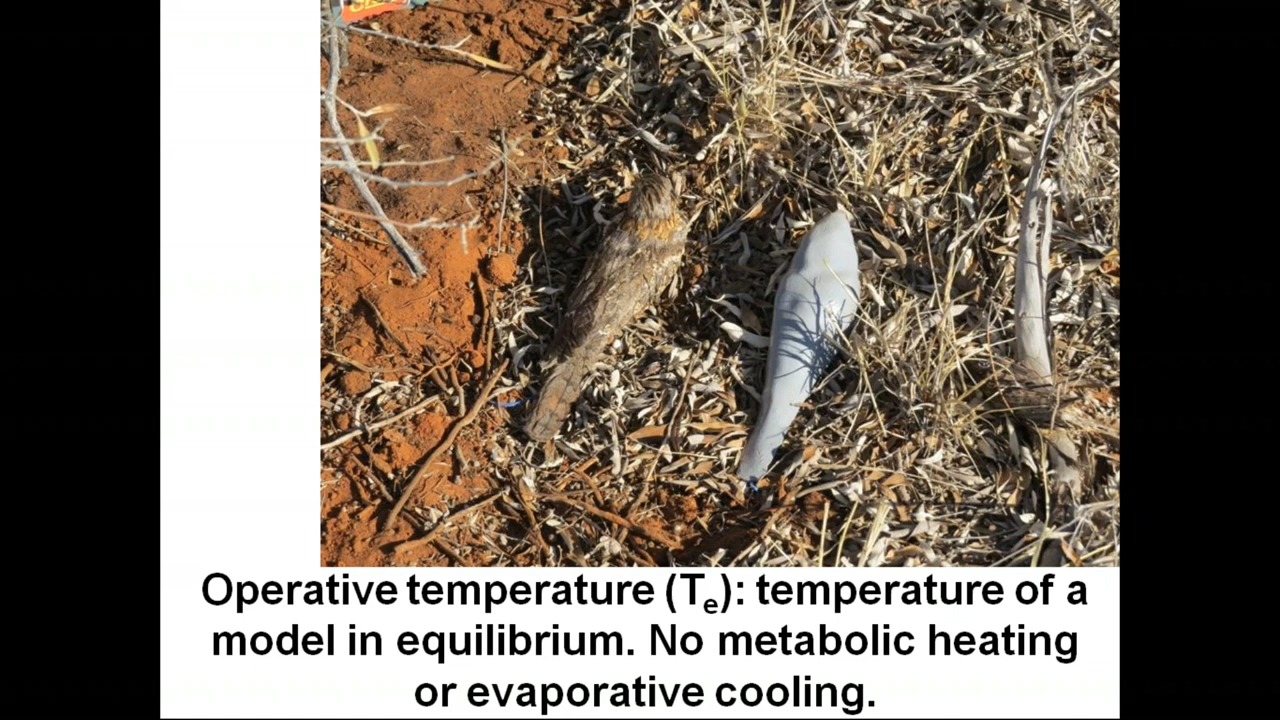 Operative temperature (Te): temperature of a
model in equilibrium. No metabolic heating
or evaporative cooling.